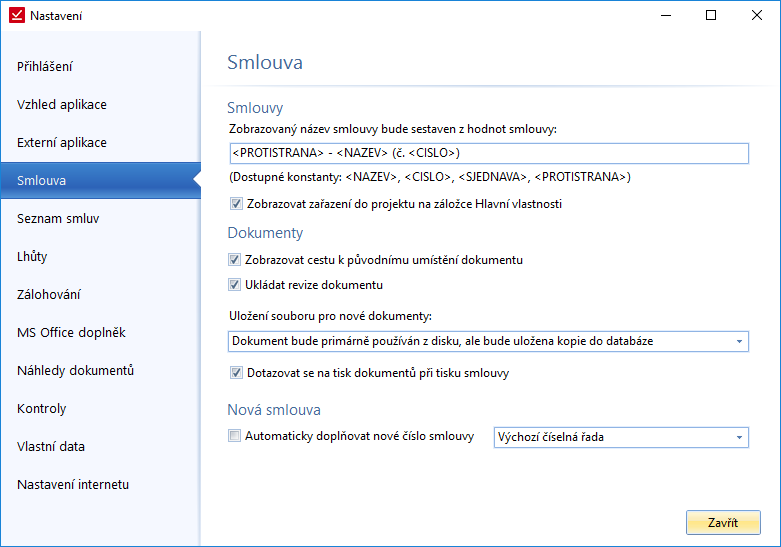 Nastavení
Přihlášení
Vzhled aplikace
Externí aplikace
Smlouva
Seznam smluv
Lhůty
Zálohování
MS Office doplněk
Náhledy dokumentů
Kontroly
Vlastní data
Nastavení internetu
Smlouva
Smlouvy
Zobrazovaný název smlouvy bude sestaven z hodnot smlouvy:
<PROTISTRANA> - <NAZEV> (č. <CISLO>)
(Dostupné konstanty: <NAZEV>, <CISLO>, <SJEDNAVA>, <PROTISTRANA>)
Zobrazovat zařazení do projektu na záložce Hlavní vlastnosti
Dokumenty
Zobrazovat cestu k původnímu umístění dokumentu
Ukládat revize dokumentu
Uložení souboru pro nové dokumenty:
Dokument bude primárně používán z disku, ale bude uložena kopie do databáze
Dotazovat se na tisk dokumentů při tisku smlouvy
Nová smlouva
Automaticky doplňovat nové číslo smlouvy
Výchozí číselná řada
Zavřít